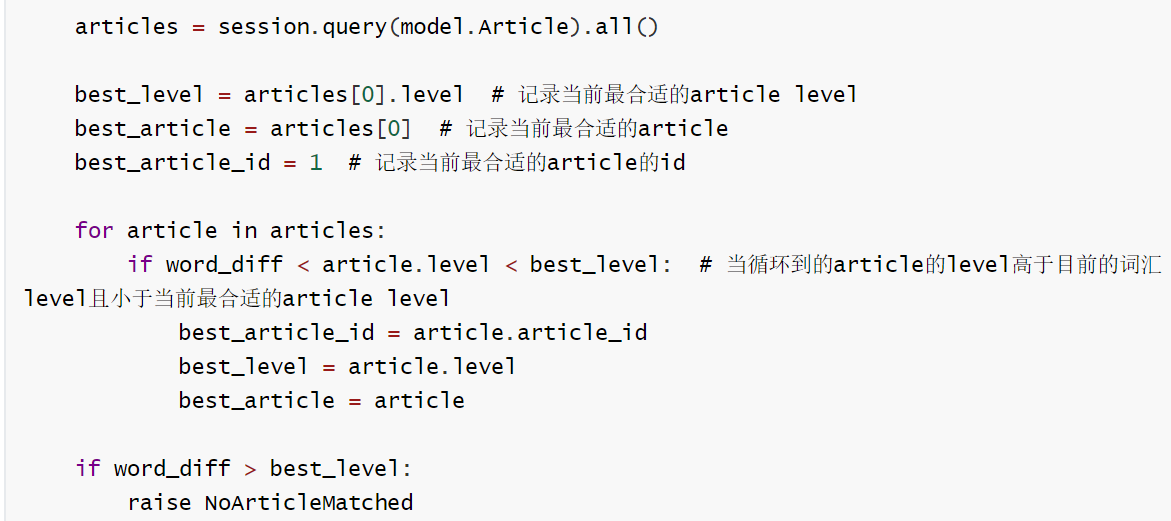 articles = session.query(model.Article).all()
best_level = articles[0].level  # 记录当前最合适的article level
best_article = articles[0]  # 记录当前最合适的article
best_article_id = 1  # 记录当前最合适的article的id
for article in articles:
if word_diff < article.level < best_level:  # 当循环到的article的level高于目前的词汇
level且小于当前最合适的article level
best_article_id = article.article_id
best_level = article.level
best_article = article
if word_diff > best_level:
raise NoArticleMatched